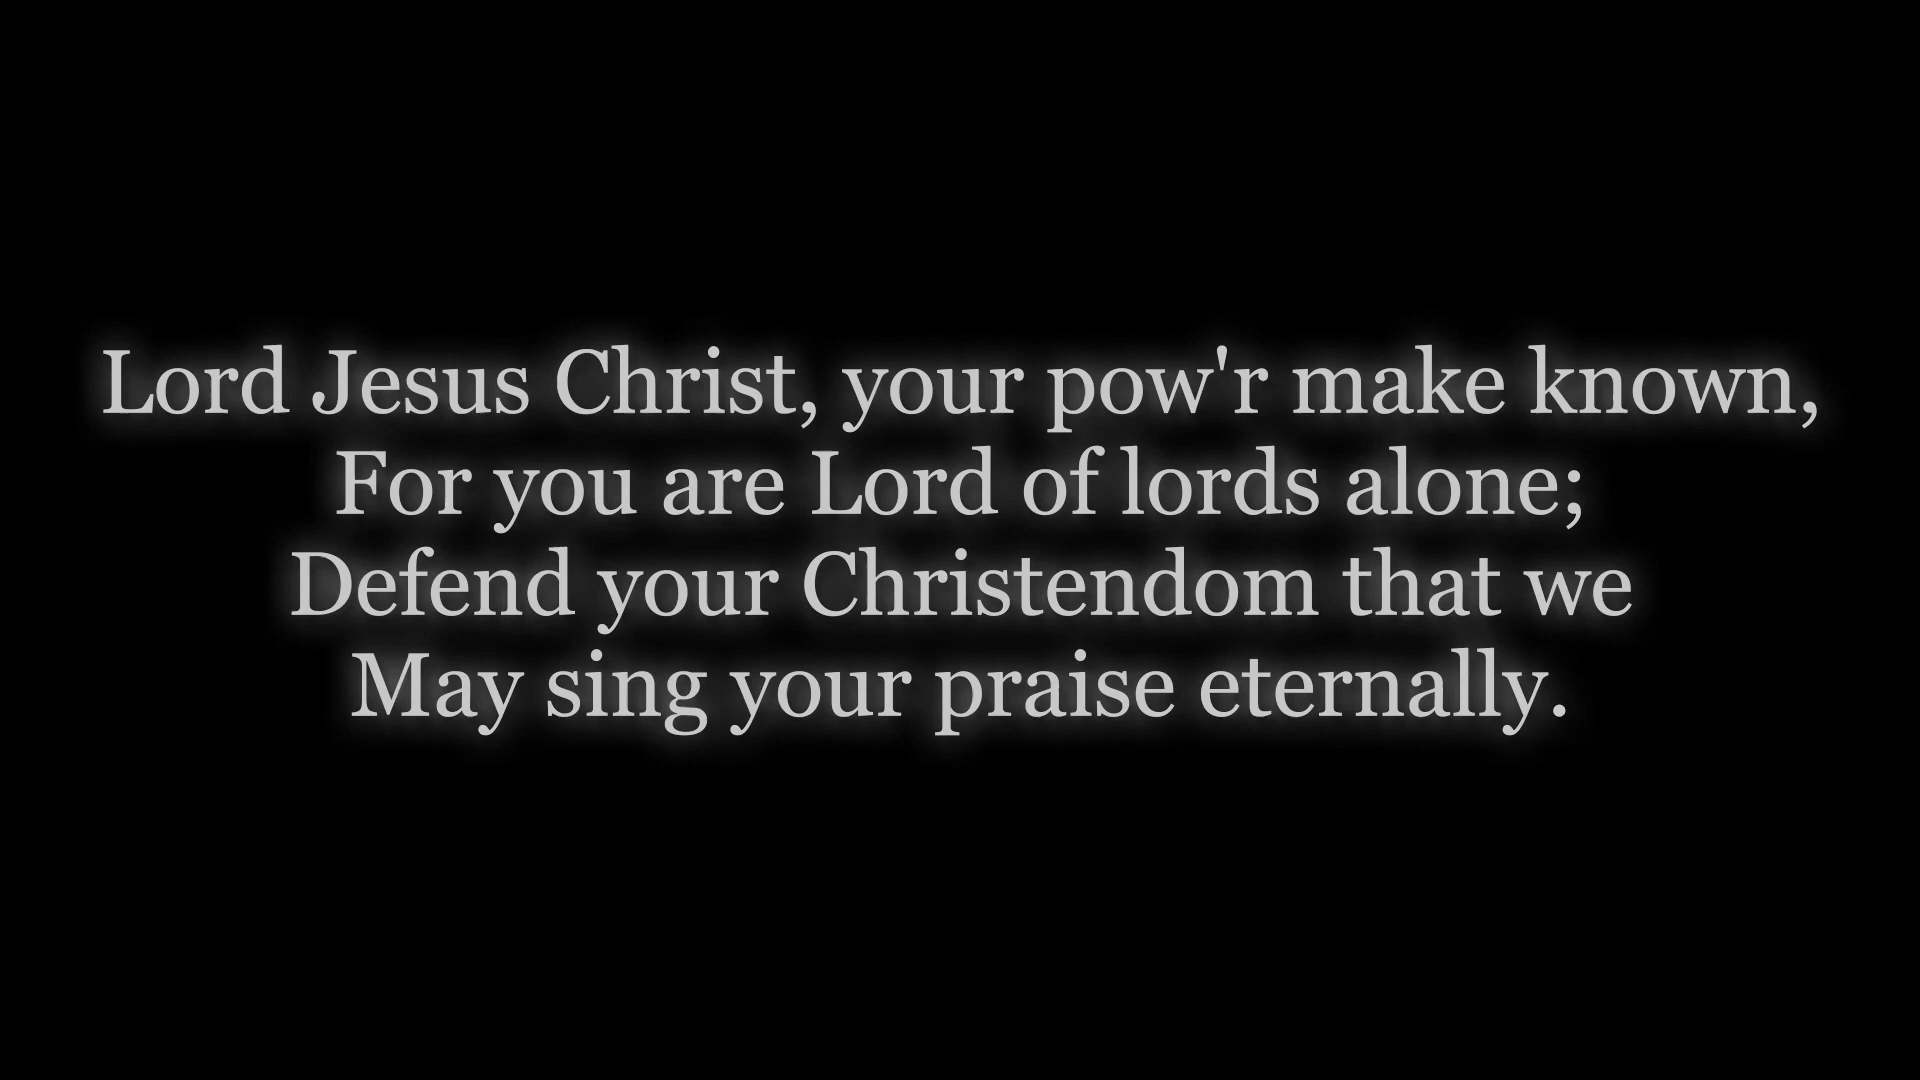 Lord Jesus Christ, your pow'r make known,
For you are Lord of lords alone;
Defend your Christendom that we
May sing your praise eternally.